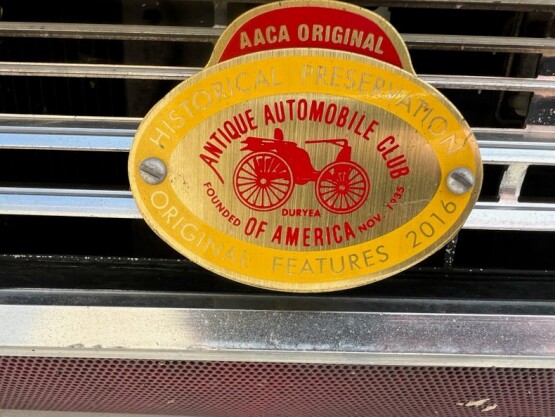 AACA ORIGINAL
HISTORICAL PRESERVATION
ANTIQUE AUTOMOBILE CLUB
DURYEA
FOUNDED OF AMERICA NOV. 1935
ORIGINAL FEATURES 2016